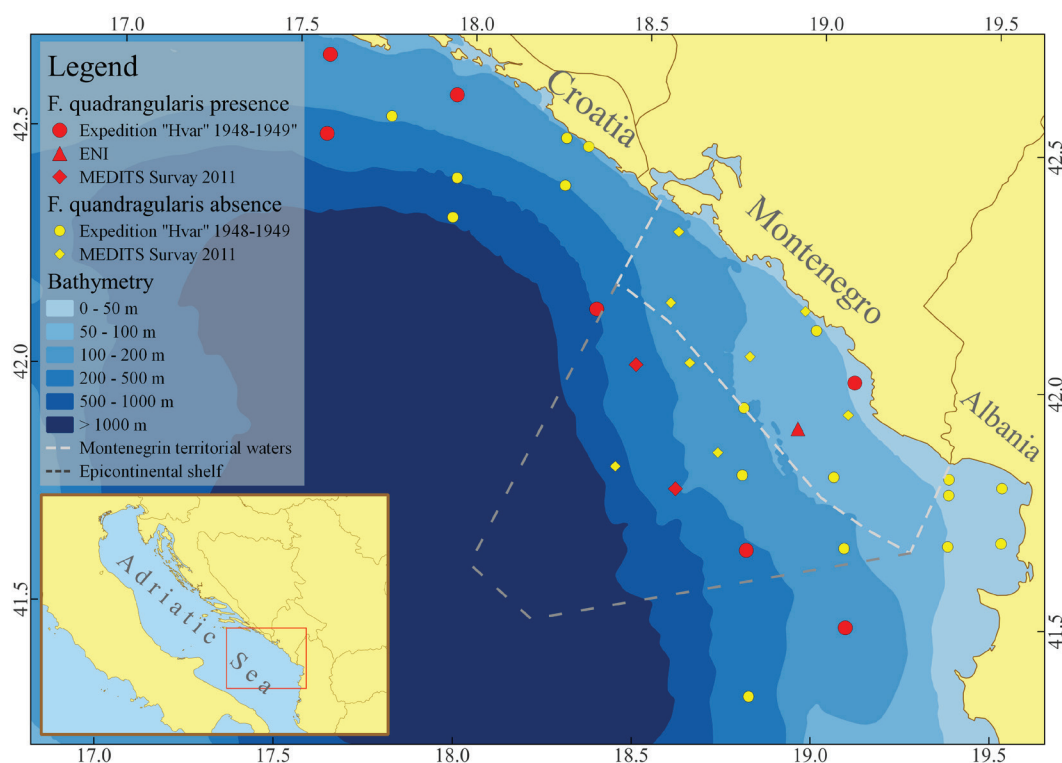 17.0 17.5 18.0 18.5 19.0 19.5
Legend
F. quadrangularis presence
Expedition "Hvar" 1948-1949"
ENI
MEDITS Survay 2011
F. quandragularis absence
Expedition "Hvar" 1948-1949
MEDITS Survay 2011
Bathymetry
0 - 50 m
50 - 100 m
100 - 200 m
200 - 500 m
500 - 1000 m
> 1000 m
Montenegrin territorial waters
Epicontinental shelf
Croatia
Montenegro
Albania
42.5
42.0
41.5
42.5
42.0
41.5
Adriatic Sea
17.0 17.5 18.0 18.5 19.0 19.5